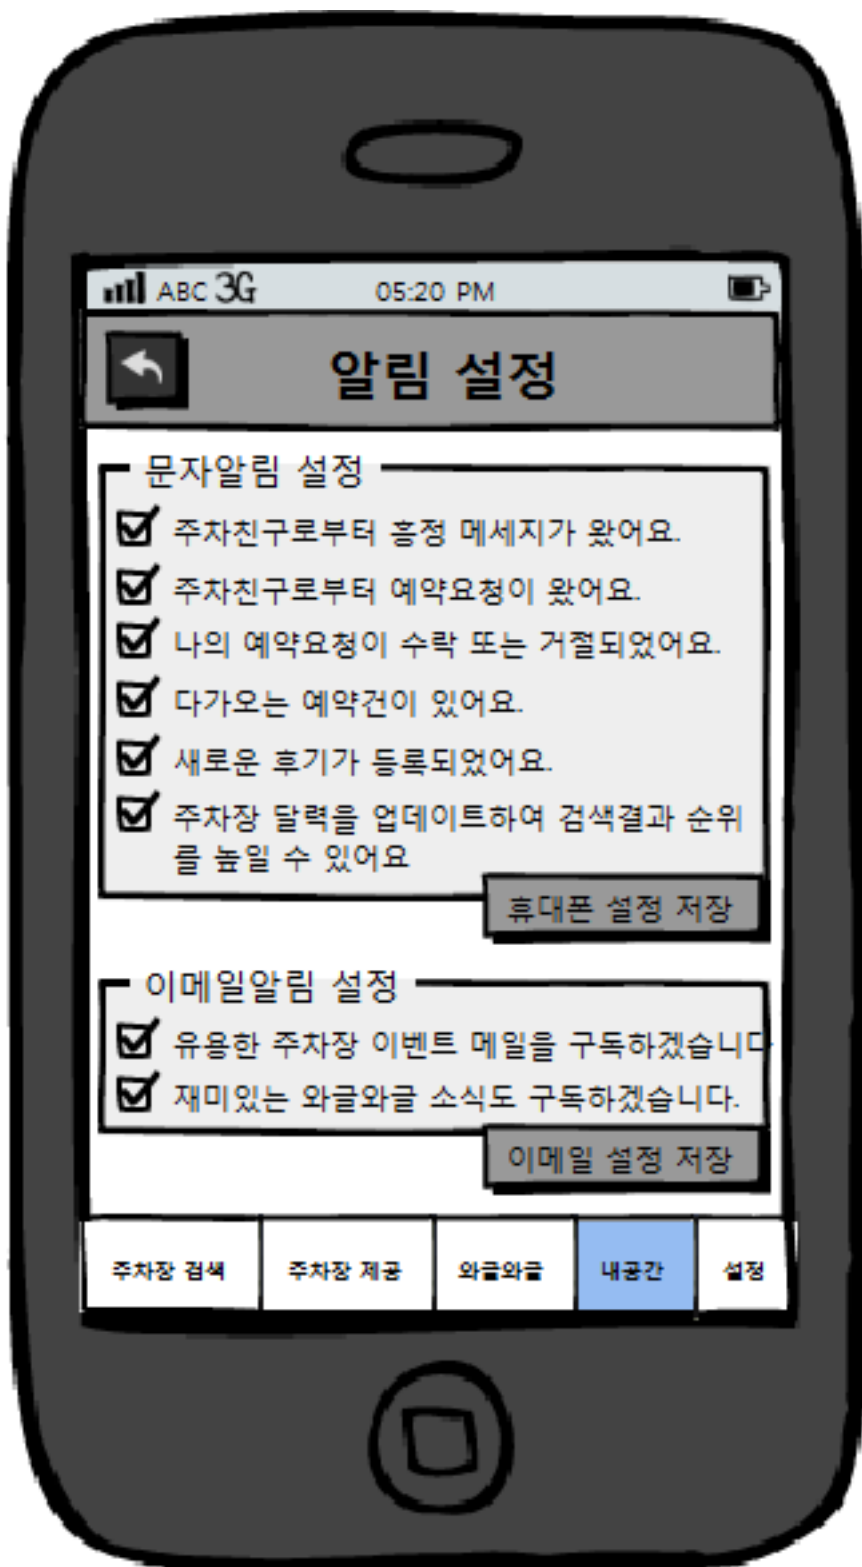 ABC 3G 05:20 PM
알림 설정
문자알림 설정
주차친구로부터 흥정 메세지가 왔어요.
주차친구로부터 예약요청이 왔어요.
나의 예약요청이 수락 또는 거절되었어요.
다가오는 예약건이 있어요.
새로운 후기가 등록되었어요.
주차장 달력을 업데이트하여 검색결과 순위
를 높일 수 있어요
휴대폰 설정 저장
이메일알림 설정
유용한 주차장 이벤트 메일을 구독하겠습니다
재미있는 와글와글 소식도 구독하겠습니다.
이메일 설정 저장
주차장 검색 주차장 제공 와글와글 내공간 설정